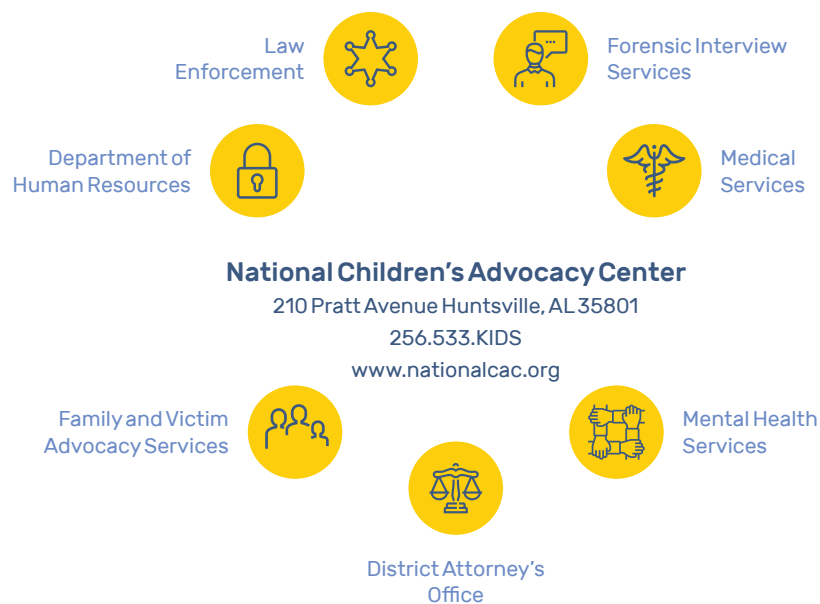 Law
Enforcement
Forensic Interview
Services
Department of
Human Resources
Medical
Services
National Children's Advocacy Center
210 Pratt Avenue Huntsville, AL 35801
256.533.KIDS
www.nationalcac.org
Family and Victim
Advocacy Services
Mental Health
Services
District Attorney's
Office